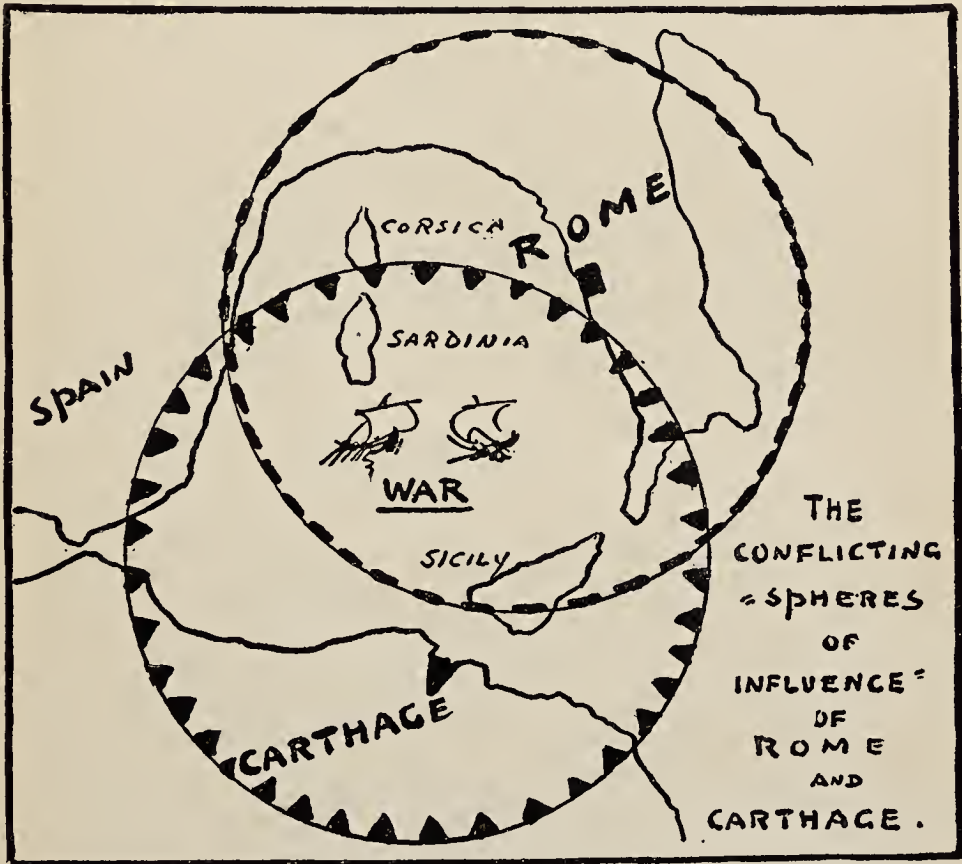 CORSICA
ROME
SARDINIA
SPAIN
WAR
SICILY
CARTHAGE
THE
CONFLICTING
"SPHERES
OF
INFLUENCE"
OF
ROME
AND
CARTHAGE.